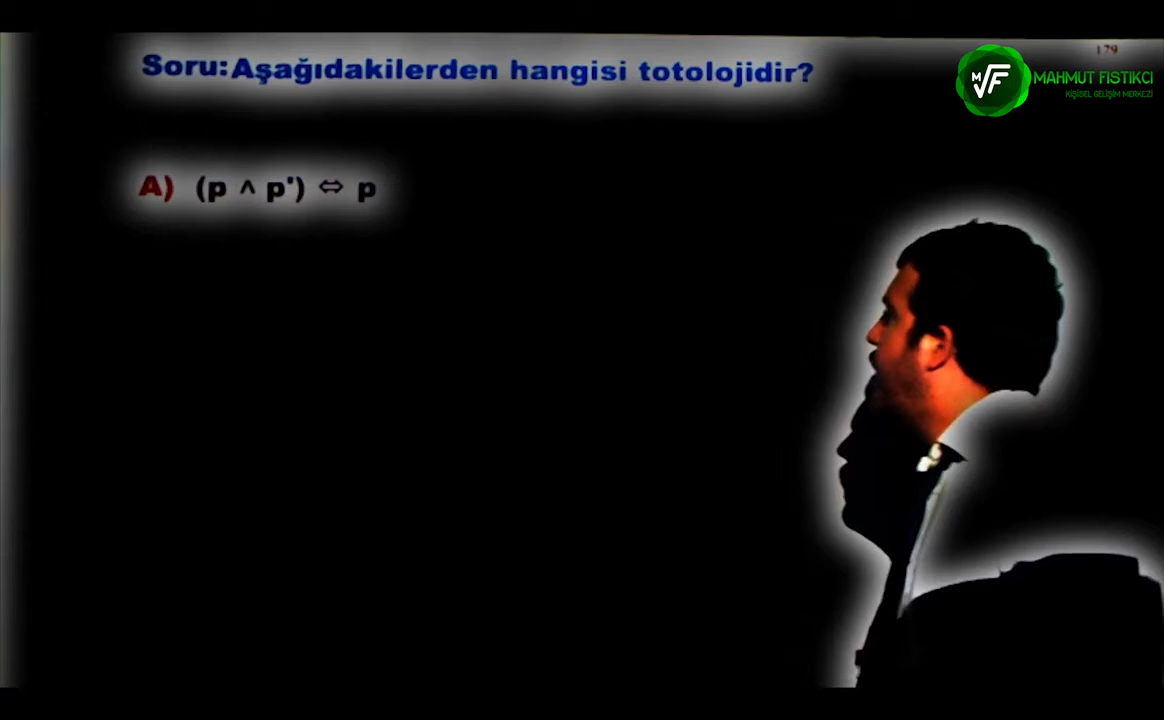 179
Soru:Aşağıdakilerden hangisi totolojidir?
M√F
MAHMUT FISTIKCI
KİŞİSEL GELİŞİM MERKEZİ
A) (p ∧ p') ⇔ p